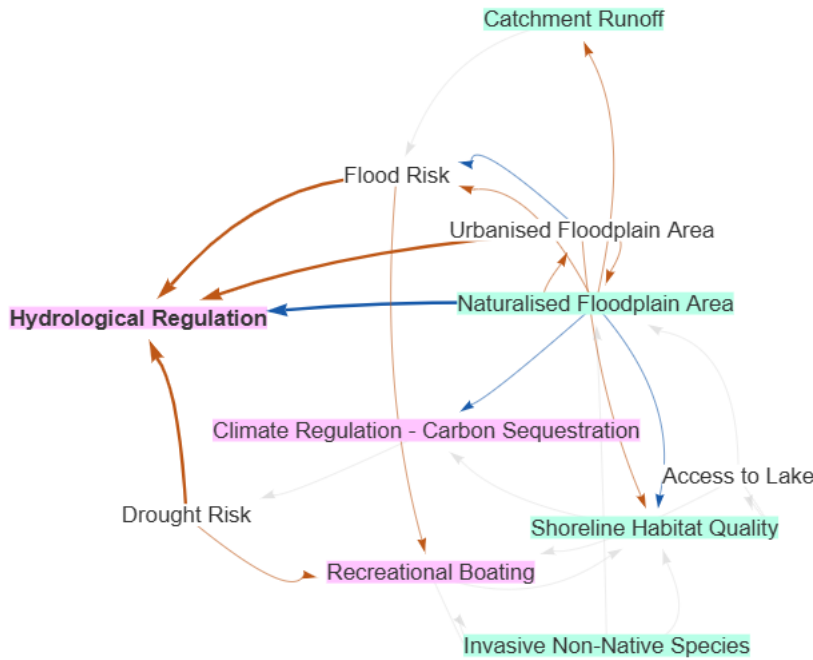 Catchment Runoff
Flood Risk
Urbanised Floodplain Area
Naturalised Floodplain Area
Hydrological Regulation
Climate Regulation - Carbon Sequestration
Access to Lake
Drought Risk
Shoreline Habitat Quality
Recreational Boating
Invasive Non-Native Species